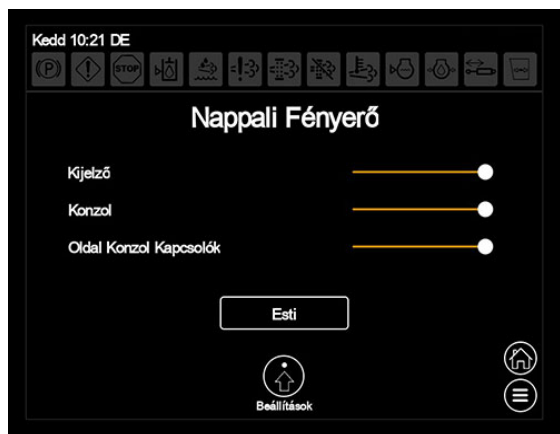 Kedd 10:21 DE
(P) STOP
Nappali Fényerő
Kijelző
Konzol
Oldal Konzol Kapcsolók
Esti
Beállítások